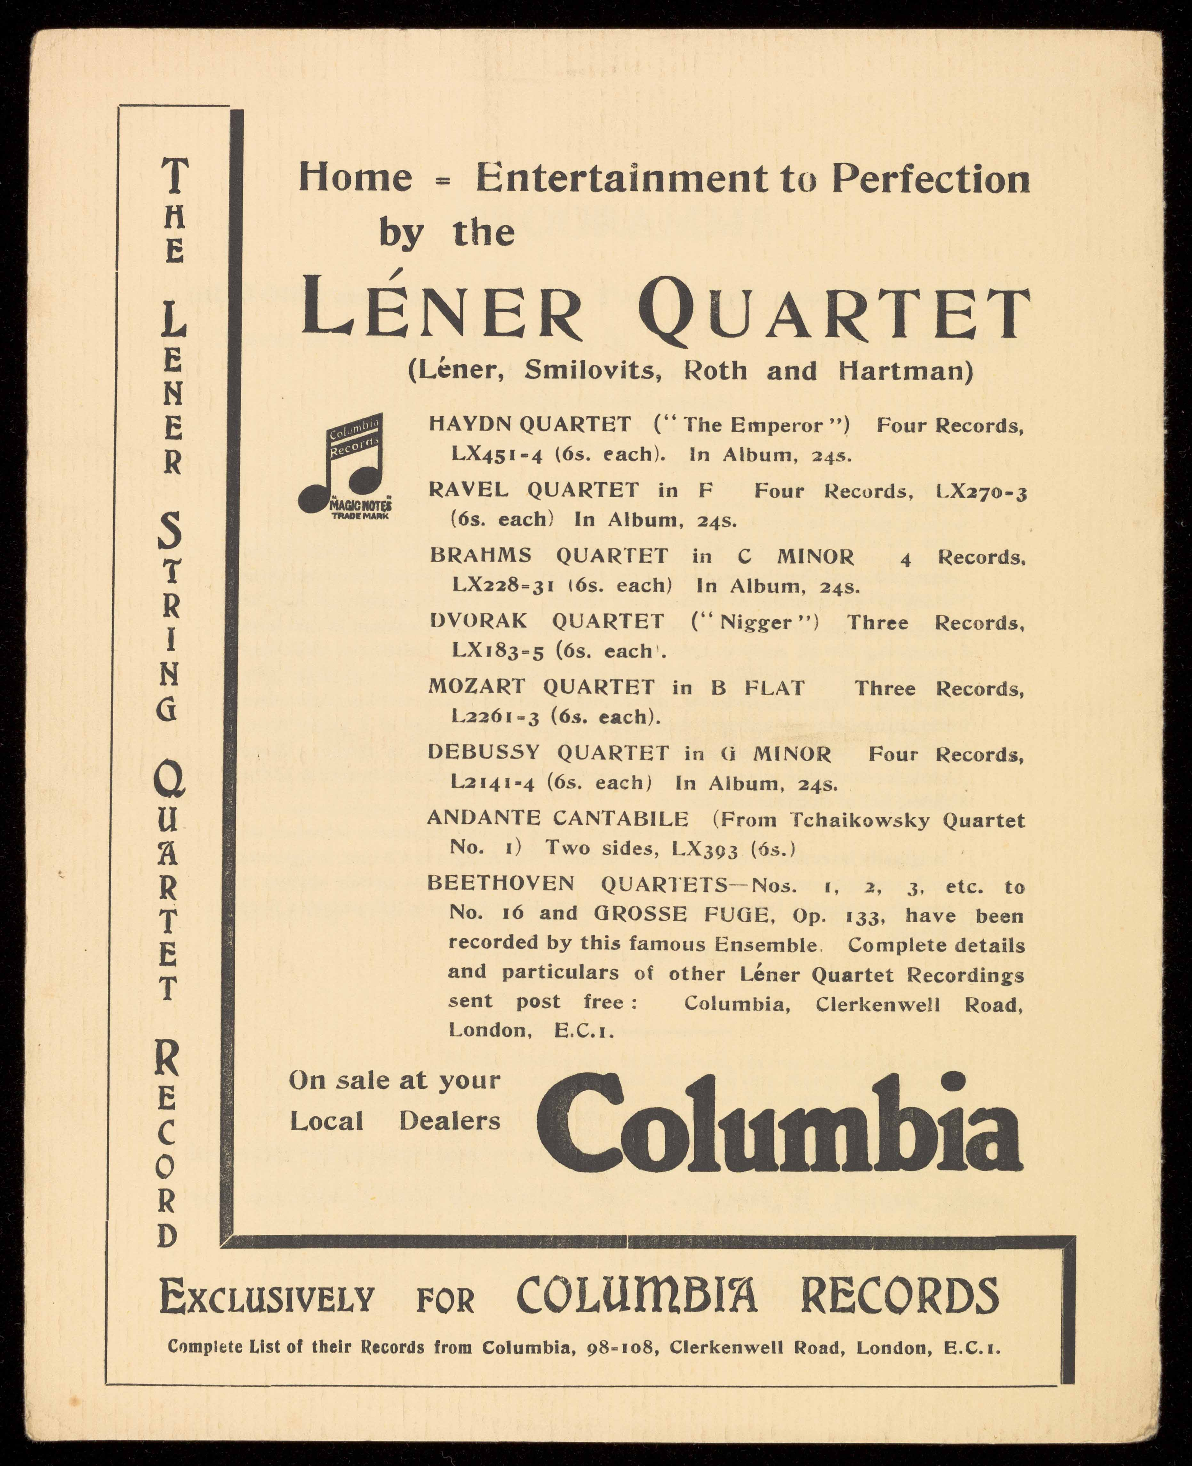 THE LENER STRING QUARTET RECORD
Home = Entertainment to Perfection
by the
LÉNER QUARTET
(Léner, Smilovits, Roth and Hartman)
Columbia
Records
"MAGIC NOTES"
TRADE MARK
HAYDN QUARTET (“The Emperor”) Four Records,
LX451-4 (6s. each). In Album, 24s.
RAVEL QUARTET in F Four Records, LX270-3
(6s. each) In Album, 24s.
BRAHMS QUARTET in C MINOR 4 Records,
LX228=31 (6s. each) In Album, 24s.
DVORAK QUARTET (“Nigger”) Three Records,
LX183=5 (6s. each).
MOZART QUARTET in B FLAT Three Records,
L2261-3 (6s. each).
DEBUSSY QUARTET in G MINOR Four Records,
L2141-4 (6s. each) In Album, 24s.
ANDANTE CANTABILE (From Tchaikowsky Quartet
No. 1) Two sides, LX393 (6s.)
BEETHOVEN QUARTETS—Nos. 1, 2, 3, etc. to
No. 16 and GROSSE FUGE, Op. 133, have been
recorded by this famous Ensemble. Complete details
and particulars of other Léner Quartet Recordings
sent post free: Columbia, Clerkenwell Road,
London, E.C.1.
On sale at your
Local Dealers
Columbia
EXCLUSIVELY FOR COLUMBIA RECORDS
Complete List of their Records from Columbia, 98=108, Clerkenwell Road, London, E.C.1.